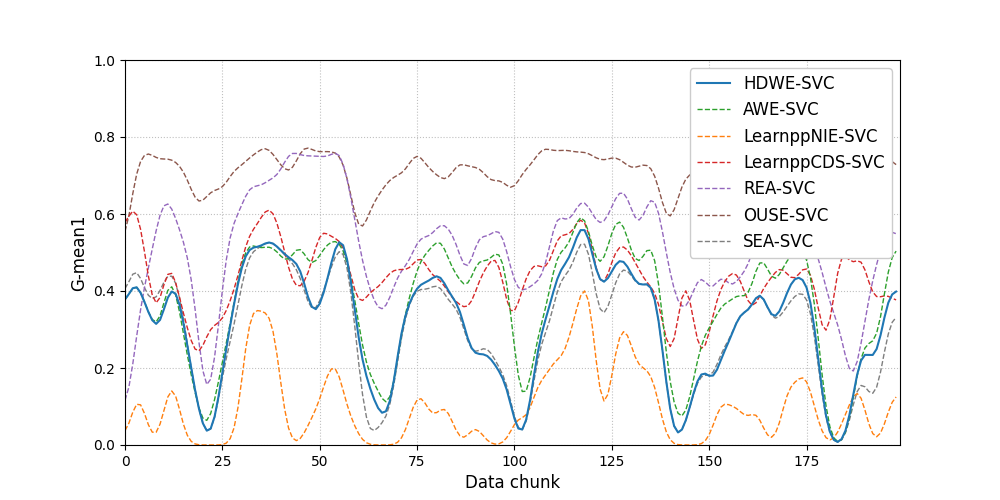 1.0
0.8
0.6
0.4
0.2
0.0
G-mean1
0
25
50
75
100
125
150
175
Data chunk
HDWE-SVC
AWE-SVC
LearnppNIE-SVC
LearnppCDS-SVC
REA-SVC
OUSE-SVC
SEA-SVC